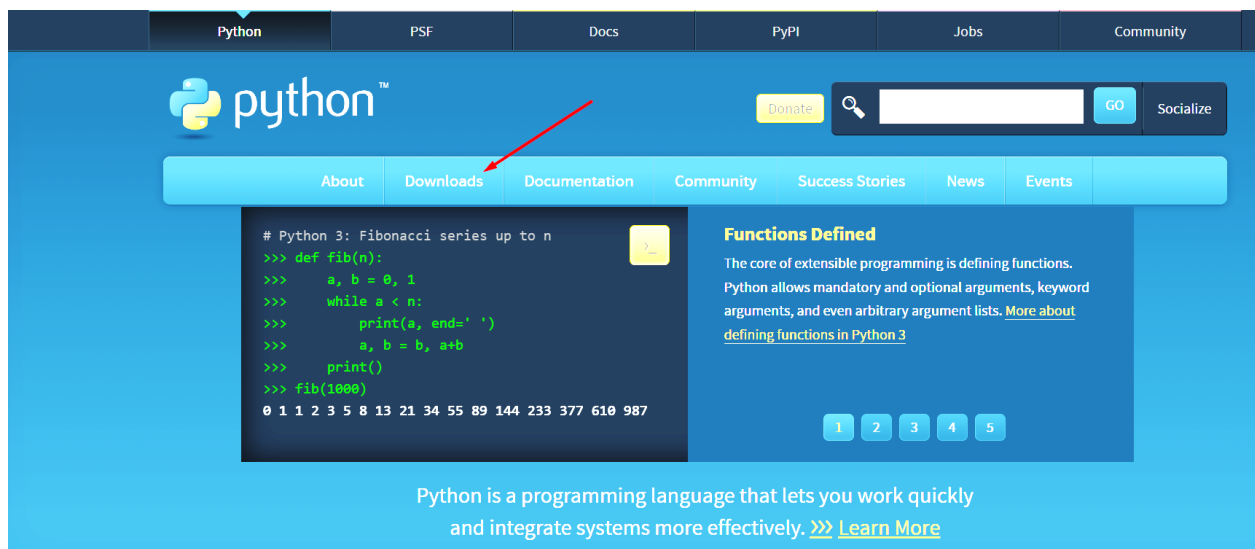 Python PSF Docs PyPI Jobs Community
python™
Donate GO Socialize
About Downloads Documentation Community Success Stories News Events
# Python 3: Fibonacci series up to n
>>> def fib(n):
>>>     a, b = 0, 1
>>>     while a < n:
>>>         print(a, end=' ')
>>>         a, b = b, a+b
>>>     print()
>>> fib(1000)
0 1 1 2 3 5 8 13 21 34 55 89 144 233 377 610 987
>_
Functions Defined
The core of extensible programming is defining functions.
Python allows mandatory and optional arguments, keyword
arguments, and even arbitrary argument lists. More about
defining functions in Python 3
1 2 3 4 5
Python is a programming language that lets you work quickly
and integrate systems more effectively. >>> Learn More